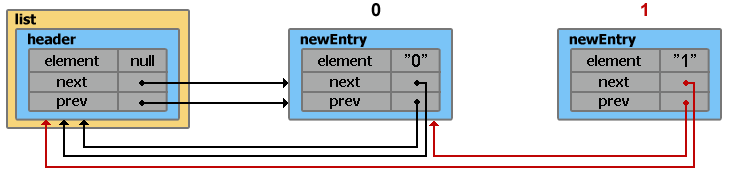 0 1
list
header newEntry newEntry
element null element "0" element "1"
next next next
prev prev prev